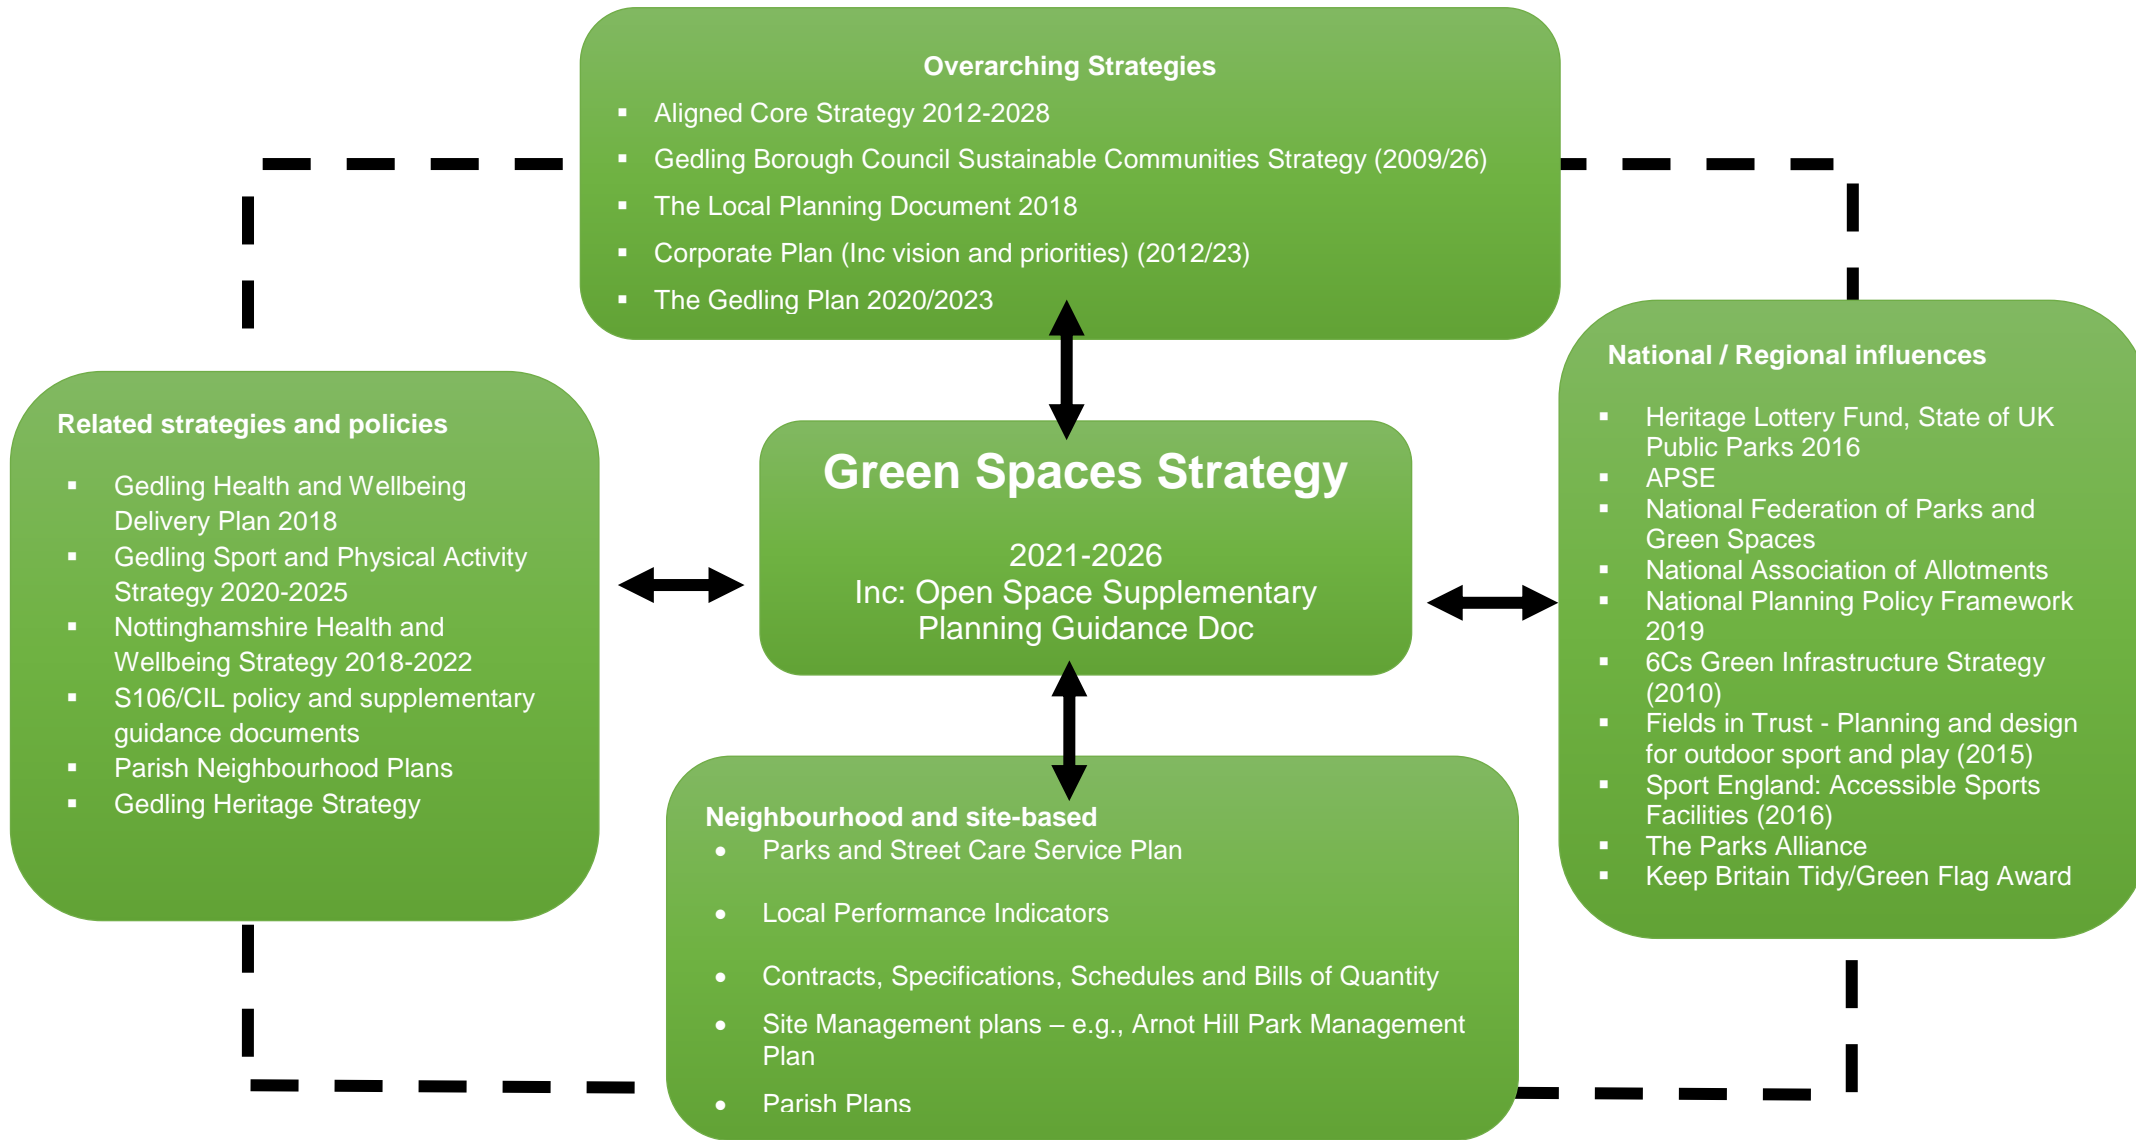 Overarching Strategies
▪ Aligned Core Strategy 2012-2028
▪ Gedling Borough Council Sustainable Communities Strategy (2009/26)
▪ The Local Planning Document 2018
▪ Corporate Plan (Inc vision and priorities) (2012/23)
▪ The Gedling Plan 2020/2023
Related strategies and policies
▪ Gedling Health and Wellbeing
Delivery Plan 2018
▪ Gedling Sport and Physical Activity
Strategy 2020-2025
▪ Nottinghamshire Health and
Wellbeing Strategy 2018-2022
▪ S106/CIL policy and supplementary
guidance documents
▪ Parish Neighbourhood Plans
▪ Gedling Heritage Strategy
Green Spaces Strategy
2021-2026
Inc: Open Space Supplementary
Planning Guidance Doc
National / Regional influences
▪ Heritage Lottery Fund, State of UK
Public Parks 2016
▪ APSE
▪ National Federation of Parks and
Green Spaces
▪ National Association of Allotments
▪ National Planning Policy Framework
2019
▪ 6Cs Green Infrastructure Strategy
(2010)
▪ Fields in Trust - Planning and design
for outdoor sport and play (2015)
▪ Sport England: Accessible Sports
Facilities (2016)
▪ The Parks Alliance
▪ Keep Britain Tidy/Green Flag Award
Neighbourhood and site-based
• Parks and Street Care Service Plan
• Local Performance Indicators
• Contracts, Specifications, Schedules and Bills of Quantity
• Site Management plans – e.g., Arnot Hill Park Management
Plan
• Parish Plans